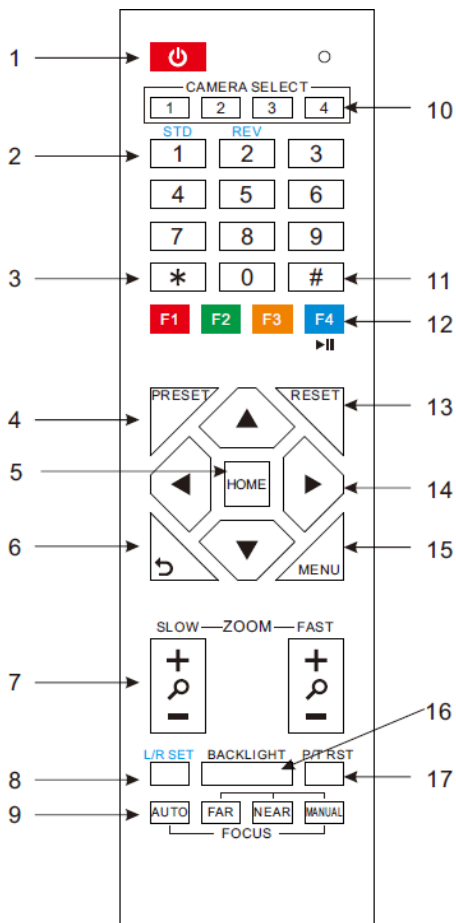 1
CAMERA SELECT
1 2 3 4
10
STD REV
2
1 2 3
4 5 6
7 8 9
3
* 0 #
11
F1 F2 F3 F4
12
PRESET RESET
4
13
5
HOME
14
6
MENU
15
SLOW ZOOM FAST
+ +
7
- -
16
L/R SET BACKLIGHT P/T RST
8
17
9
AUTO FAR NEAR MANUAL
FOCUS